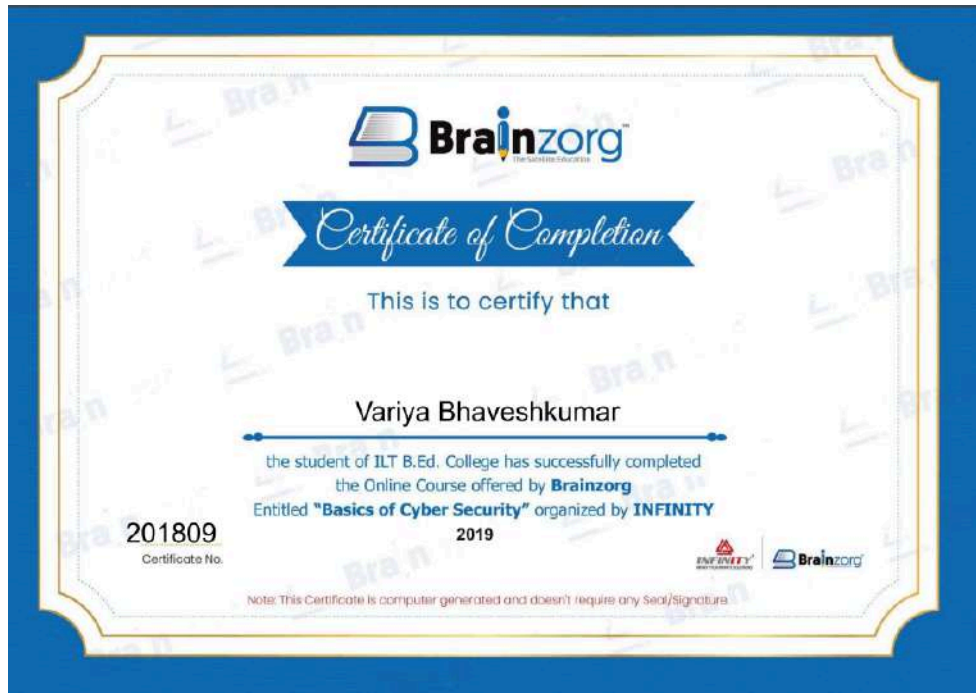 Brainzorg™
The Satellite Education
Certificate of Completion
This is to certify that
Variya Bhaveshkumar
the student of ILT B.Ed. College has successfully completed
the Online Course offered by Brainzorg
Entitled "Basics of Cyber Security" organized by INFINITY
2019
201809
Certificate No.
INFINITY
Brainzorg
Note: This Certificate is computer generated and doesn't require any Seal/Signature